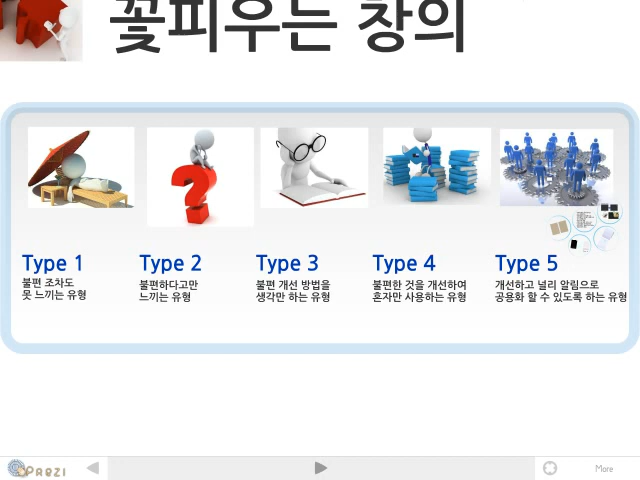 꽃피우는 창의
Type 1
불편 조차도
못 느끼는 유형
Type 2
불편하다고만
느끼는 유형
Type 3
불편 개선 방법을
생각만 하는 유형
Type 4
불편한 것을 개선하여
혼자만 사용하는 유형
Type 5
개선하고 널리 알림으로
공용화 할 수 있도록 하는 유형
PREZI
More